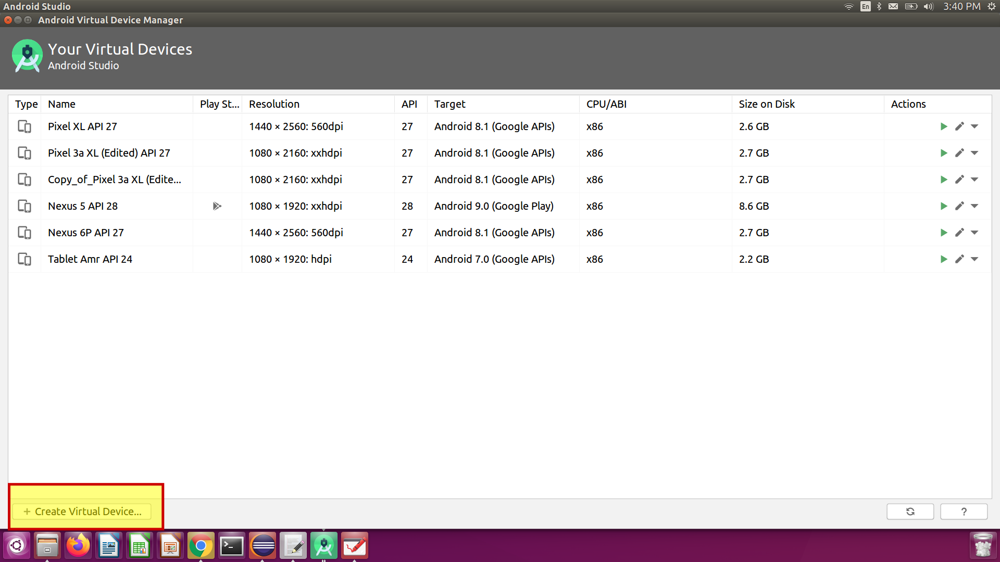 Android Studio
En
3:40 PM
Android Virtual Device Manager
Your Virtual Devices
Android Studio
Type Name Play St... Resolution API Target CPU/ABI Size on Disk Actions
Pixel XL API 27 1440 × 2560: 560dpi 27 Android 8.1 (Google APIs) x86 2.6 GB
Pixel 3a XL (Edited) API 27 1080 × 2160: xxhdpi 27 Android 8.1 (Google APIs) x86 2.7 GB
Copy_of_Pixel 3a XL (Edite... 1080 × 2160: xxhdpi 27 Android 8.1 (Google APIs) x86 2.7 GB
Nexus 5 API 28 1080 × 1920: xxhdpi 28 Android 9.0 (Google Play) x86 8.6 GB
Nexus 6P API 27 1440 × 2560: 560dpi 27 Android 8.1 (Google APIs) x86 2.7 GB
Tablet Amr API 24 1080 × 1920: hdpi 24 Android 7.0 (Google APIs) x86 2.2 GB
+ Create Virtual Device... ?